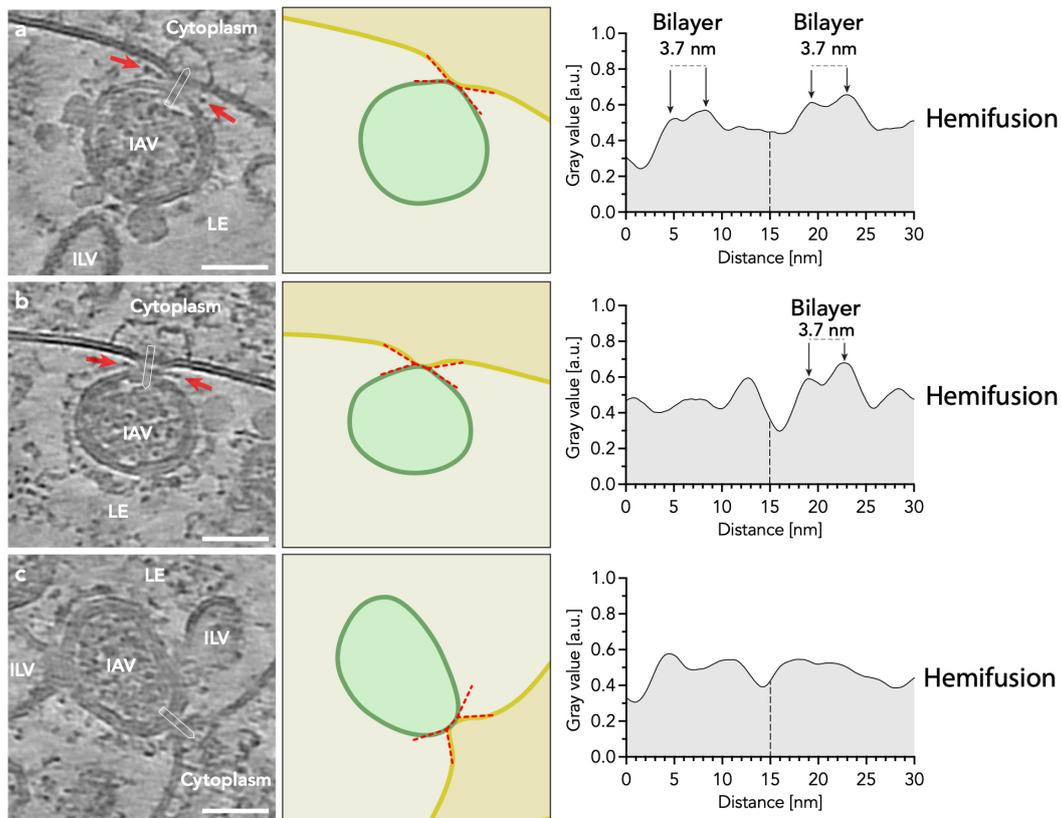 a
Cytoplasm
IAV
LE
ILV
Bilayer Bilayer
3.7 nm 3.7 nm
1.0
0.8
0.6
0.4
0.2
0.0
Gray value [a.u.]
0 5 10 15 20 25 30
Distance [nm]
Hemifusion
b
Cytoplasm
IAV
LE
Bilayer
3.7 nm
1.0
0.8
0.6
0.4
0.2
0.0
Gray value [a.u.]
0 5 10 15 20 25 30
Distance [nm]
Hemifusion
c
LE
ILV
IAV
ILV
Cytoplasm
1.0
0.8
0.6
0.4
0.2
0.0
Gray value [a.u.]
0 5 10 15 20 25 30
Distance [nm]
Hemifusion